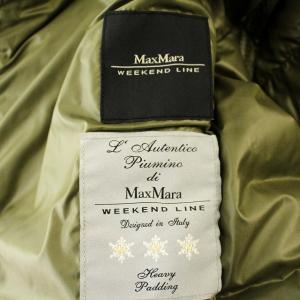 MaxMara
WEEKEND LINE
L'Autentico
Piumino
di
MaxMara
WEEKEND LINE
Designed in Italy
Heavy
Padding